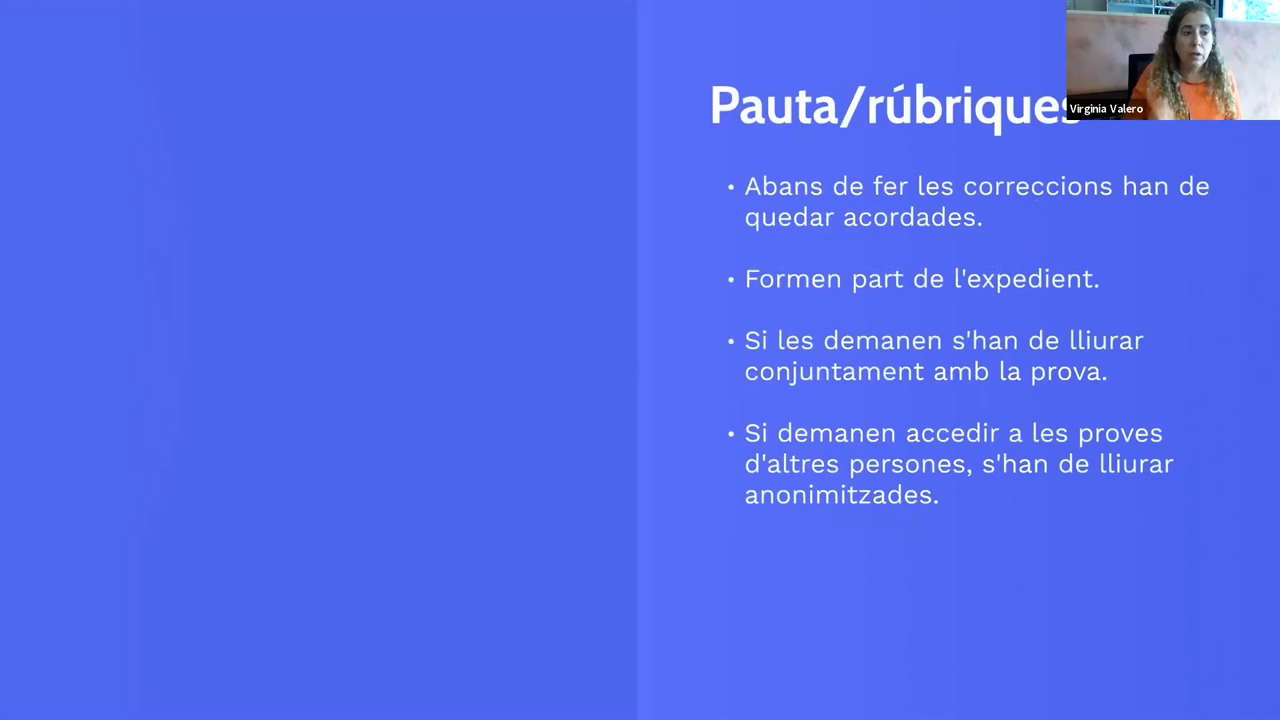 Pauta/rúbriques
Virginia Valero
• Abans de fer les correccions han de
quedar acordades.
• Formen part de l'expedient.
• Si les demanen s'han de lliurar
conjuntament amb la prova.
• Si demanen accedir a les proves
d'altres persones, s'han de lliurar
anonimitzades.